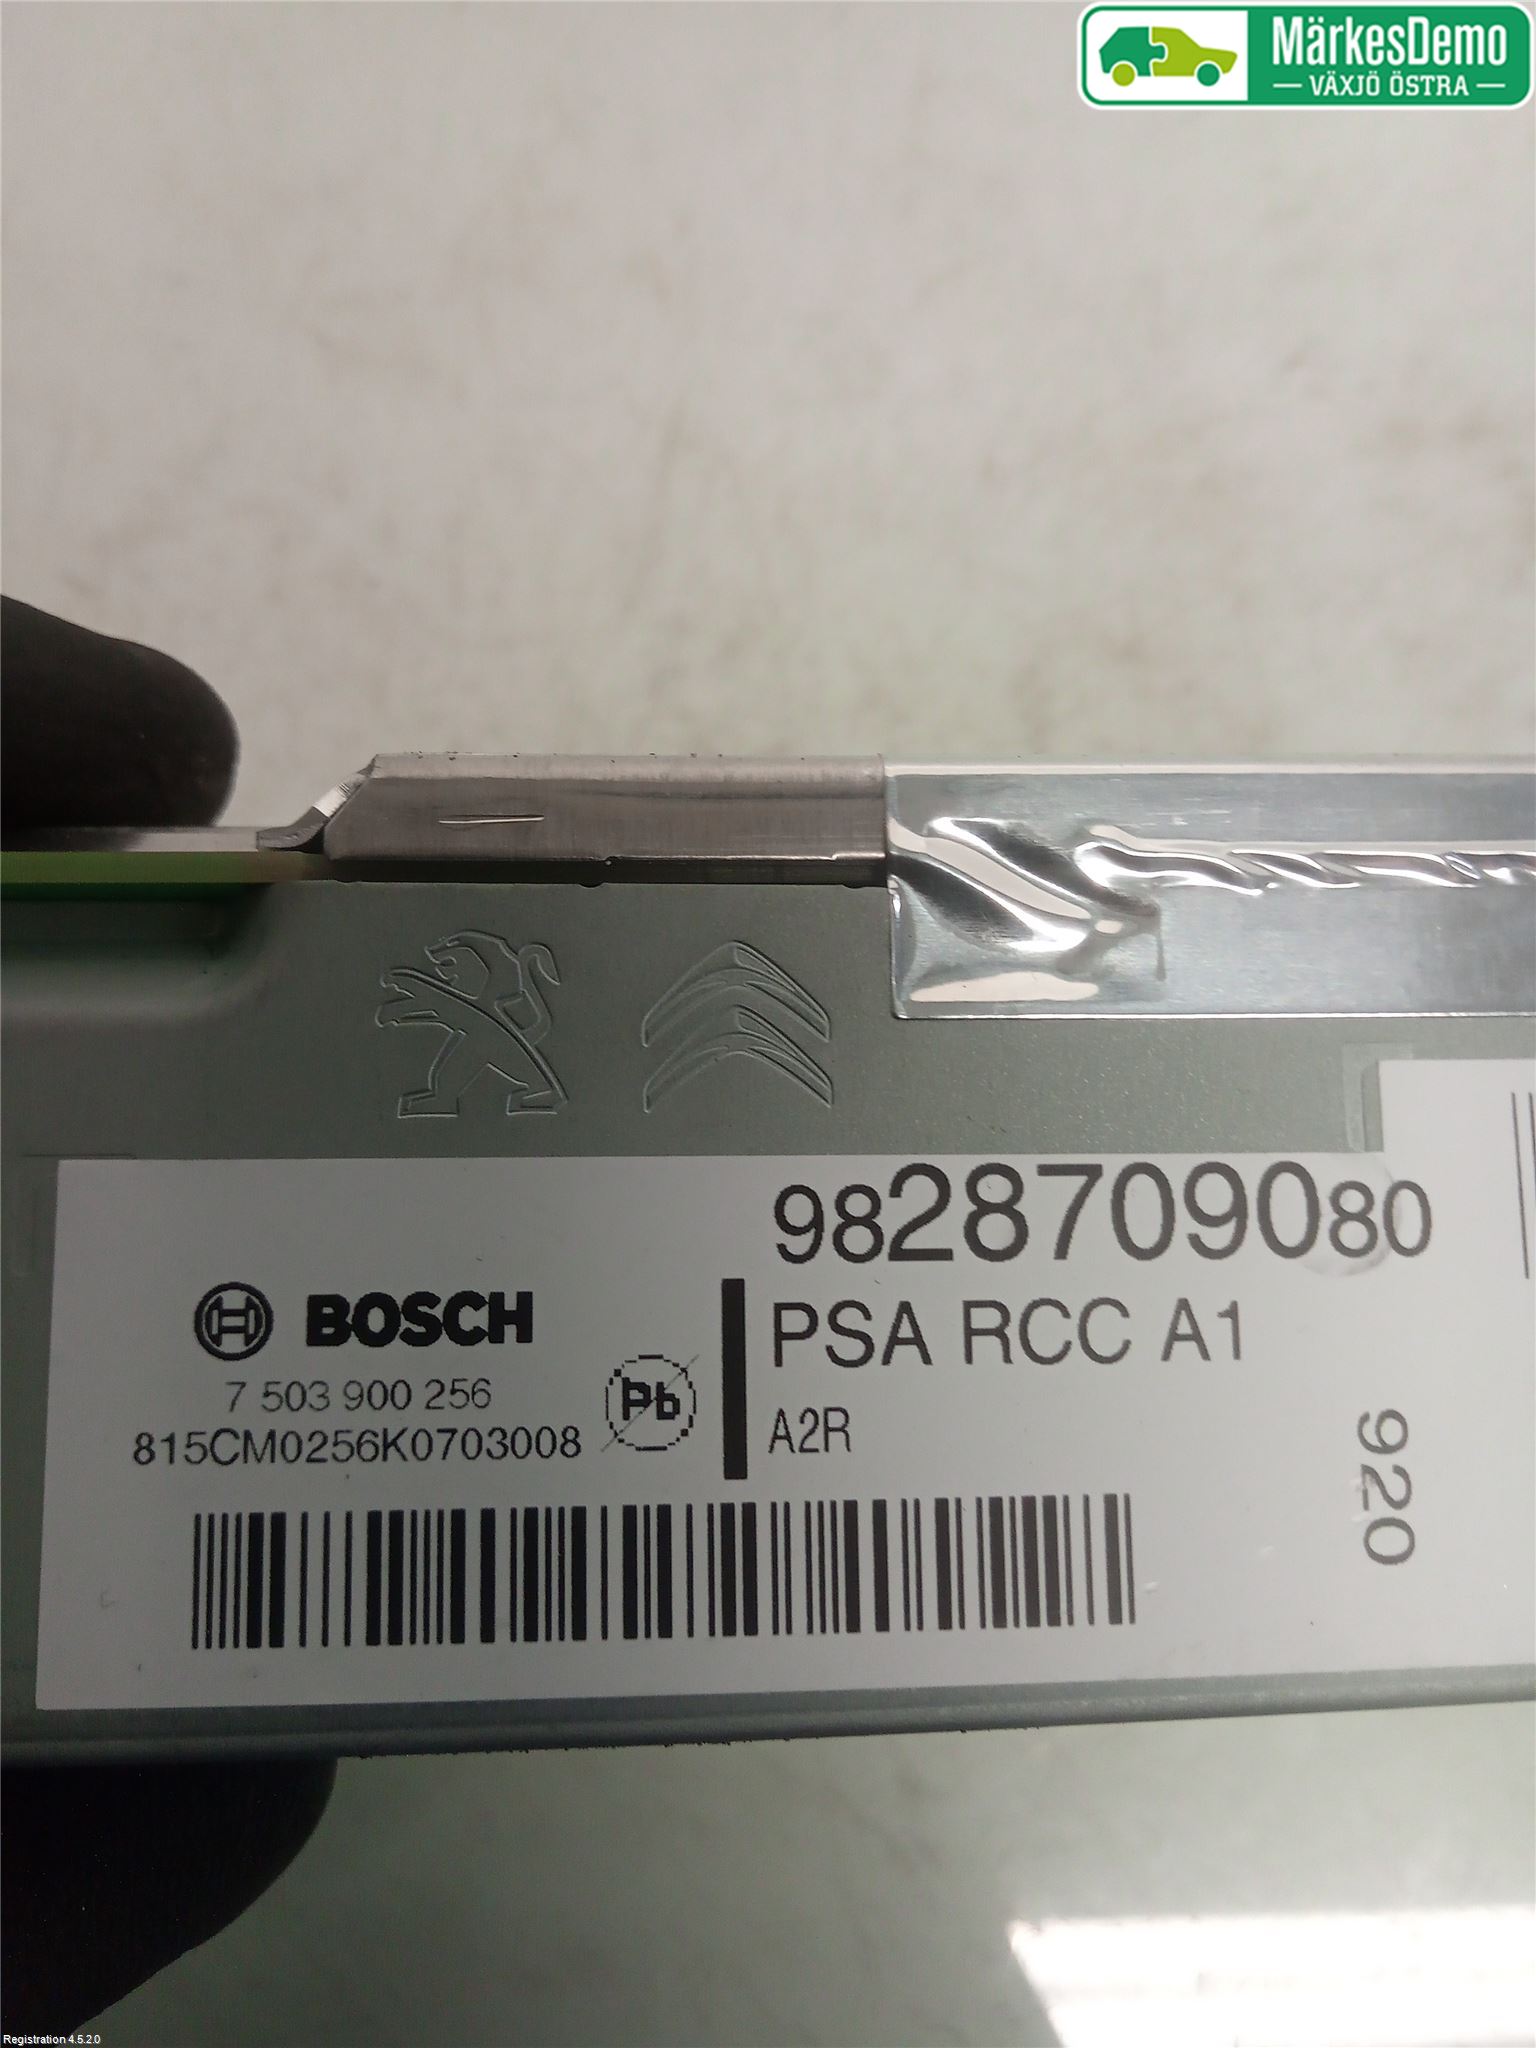 MärkesDemo
VÄXJÖ ÖSTRA
9828709080
BOSCH
PSA RCC A1
7 503 900 256
Pb
A2R
815CM0256K0703008
920
Registration 4.5.2.0